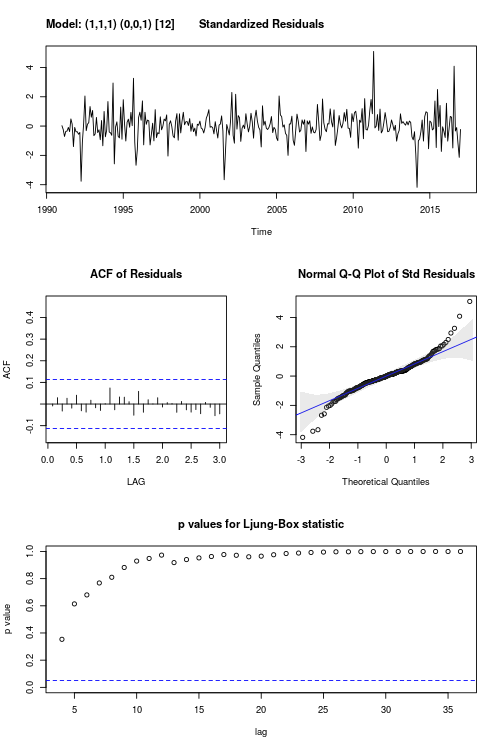 Model: (1,1,1) (0,0,1) [12] Standardized Residuals
4
2
0
-2
-4
1990 1995 2000 2005 2010 2015
Time
ACF of Residuals
ACF
0.4
0.3
0.2
0.1
-0.1
0.0 0.5 1.0 1.5 2.0 2.5 3.0
LAG
Normal Q-Q Plot of Std Residuals
Sample Quantiles
4
2
0
-2
-4
-3 -2 -1 0 1 2 3
Theoretical Quantiles
p values for Ljung-Box statistic
p value
1.0
0.8
0.6
0.4
0.2
0.0
5 10 15 20 25 30 35
lag